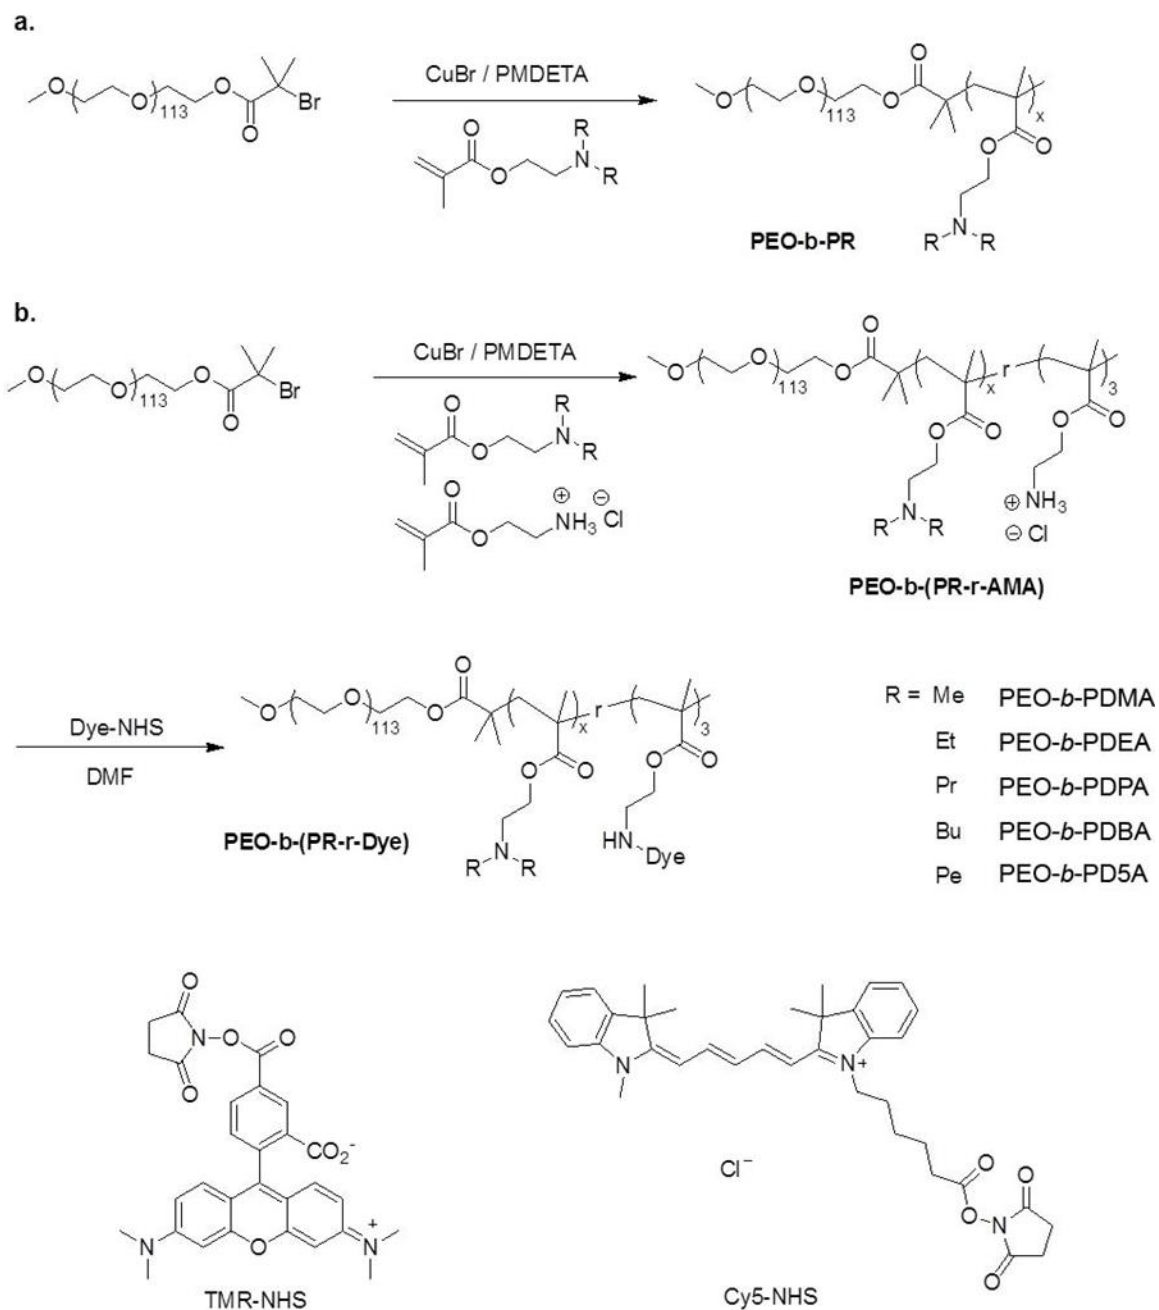 a.
O
O
113
O
O
Br
CuBr / PMDETA
O
O
N
R
R
O
O
113
O
O
x
O
O
N
R
R
PEO-b-PR
b.
O
O
113
O
O
Br
CuBr / PMDETA
O
O
N
R
R
O
O
⊕
NH3
⊖
Cl
O
O
113
O
O
x
r
3
O
O
N
R
R
O
O
⊕
NH3
⊖ Cl
PEO-b-(PR-r-AMA)
Dye-NHS
DMF
O
O
113
O
O
x
r
3
O
O
N
R
R
O
O
HN
Dye
PEO-b-(PR-r-Dye)
R = Me PEO-b-PDMA
Et PEO-b-PDEA
Pr PEO-b-PDPA
Bu PEO-b-PDBA
Pe PEO-b-PD5A
O
N
O
O
O
CO2-
N
O
N
+
TMR-NHS
N
N
+
Cl−
O
O
N
O
O
Cy5-NHS